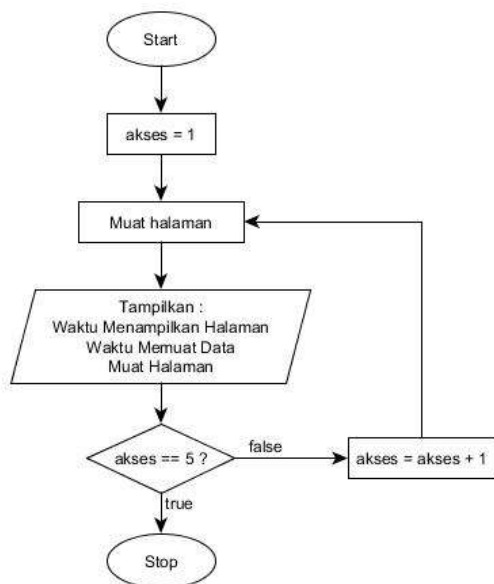 Start
akses = 1
Muat halaman
Tampilkan :
Waktu Menampilkan Halaman
Waktu Memuat Data
Muat Halaman
akses == 5 ?
false
akses = akses + 1
true
Stop